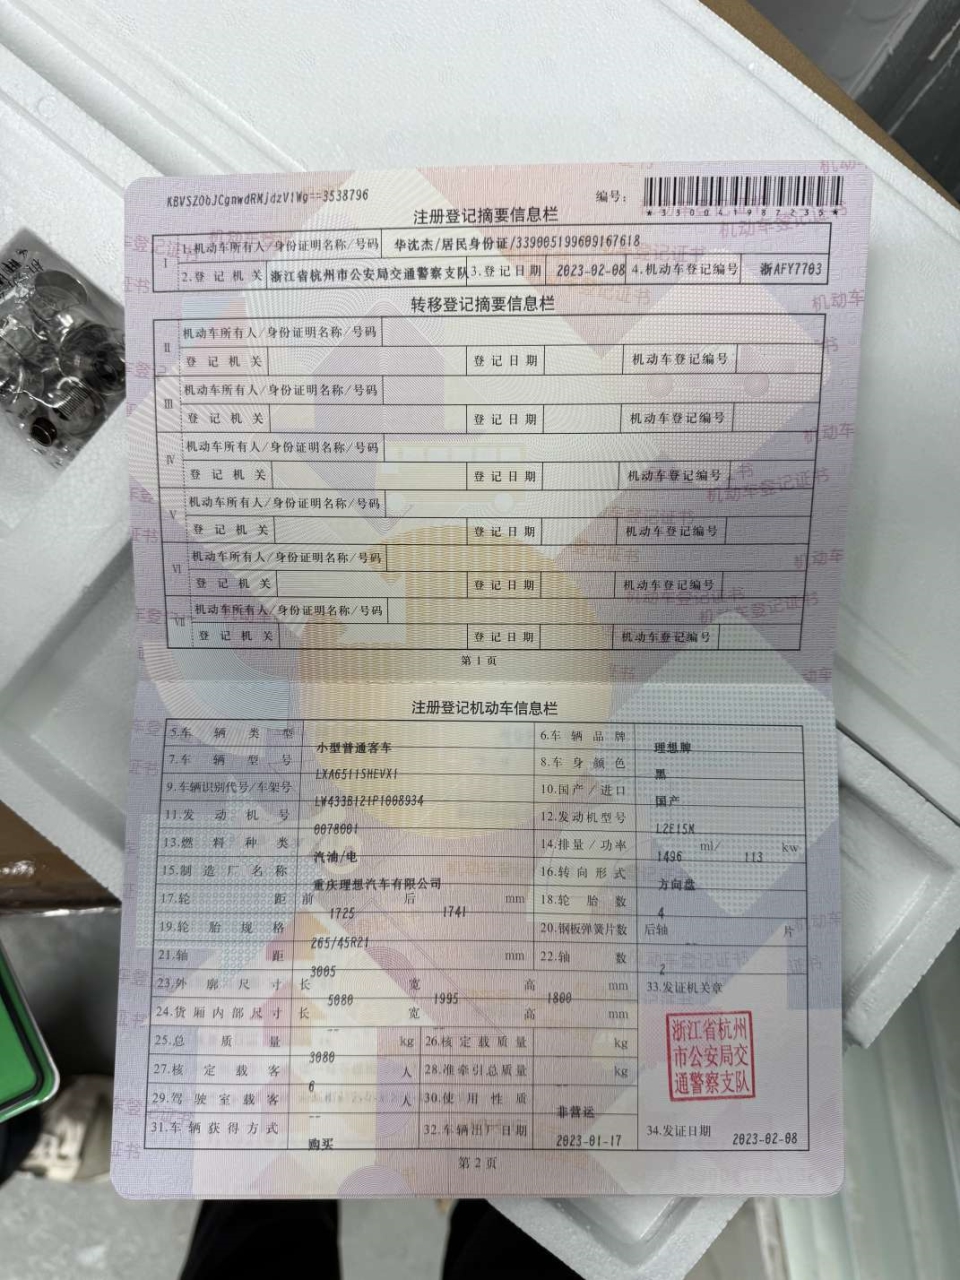 KBVSZ0bJCgnwdRMjdzV1Wg==3538796 编号:
*330041987235*
注册登记摘要信息栏
I 1.机动车所有人/身份证明名称/号码 华沈杰/居民身份证/339005199609167618
2.登记机关 浙江省杭州市公安局交通警察支队 3.登记日期 2023-02-08 4.机动车登记编号 浙AFY7703
转移登记摘要信息栏
II 机动车所有人/身份证明名称/号码
登记机关 登记日期 机动车登记编号
III 机动车所有人/身份证明名称/号码
登记机关 登记日期 机动车登记编号
IV 机动车所有人/身份证明名称/号码
登记机关 登记日期 机动车登记编号
V 机动车所有人/身份证明名称/号码
登记机关 登记日期 机动车登记编号
VI 机动车所有人/身份证明名称/号码
登记机关 登记日期 机动车登记编号
VII 机动车所有人/身份证明名称/号码
登记机关 登记日期 机动车登记编号
第1页
注册登记机动车信息栏
5.车辆类型 小型普通客车 6.车辆品牌 理想牌
7.车辆型号 LXA6511SHEVX1 8.车身颜色 黑
9.车辆识别代号/车架号 LW433B121P1008934 10.国产/进口 国产
11.发动机号 0078001 12.发动机型号 L2E15M
13.燃料种类 汽油/电 14.排量/功率 1496 ml/ 113 kw
15.制造厂名称 重庆理想汽车有限公司 16.转向形式 方向盘
17.轮距 前 1725 后 1741 mm 18.轮胎数 4
19.轮胎规格 265/45R21 20.钢板弹簧片数 后轴 -- 片
21.轴距 3005 mm 22.轴数 2
23.外廓尺寸 长 5080 宽 1995 高 1800 mm 33.发证机关章
24.货厢内部尺寸 长 -- 宽 -- 高 -- mm
25.总质量 3080 kg 26.核定载质量 -- kg
27.核定载客 6 人 28.准牵引总质量 -- kg
29.驾驶室载客 -- 人 30.使用性质 非营运
31.车辆获得方式 购买 32.车辆出厂日期 2023-01-17 34.发证日期 2023-02-08
浙江省杭州
市公安局交
通警察支队
第2页